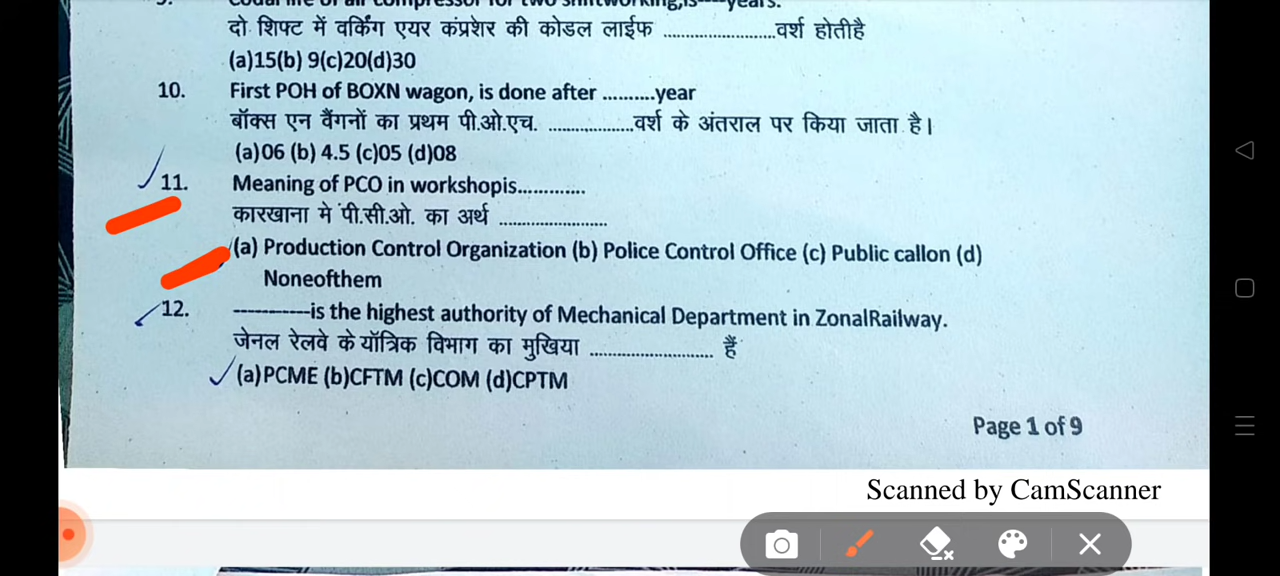 दो शिफ्ट में वर्किंग एयर कंप्रशेर की कोडल लाईफ .........................वर्श होतीहै
(a)15(b) 9(c)20(d)30
10. First POH of BOXN wagon, is done after ..........year
बॉक्स एन वैंगनों का प्रथम पी.ओ.एच. ...................वर्श के अंतराल पर किया जाता है।
(a)06 (b) 4.5 (c)05 (d)08
11. Meaning of PCO in workshopis.............
कारखाना मे पी.सी.ओ. का अर्थ ........................
(a) Production Control Organization (b) Police Control Office (c) Public callon (d)
Noneofthem
12. ----------is the highest authority of Mechanical Department in ZonalRailway.
जेनल रेलवे के यॉत्रिक विभाग का मुखिया ............................ हैं
(a)PCME (b)CFTM (c)COM (d)CPTM
Page 1 of 9
Scanned by CamScanner